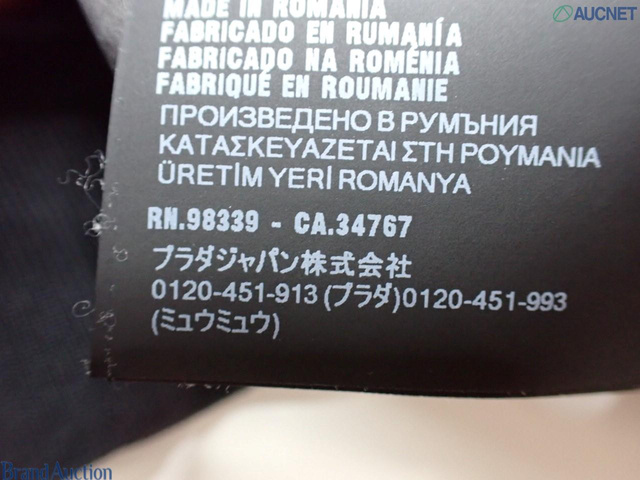 AUCNET
MADE IN ROMANIA
FABRICADO EN RUMANÍA
FABRICADO NA ROMÉNIA
FABRIQUÉ EN ROUMANIE
ПРОИЗВЕДЕНО В РУМЪНИЯ
ΚΑΤΑΣΚΕΥΑΖΕΤΑΙ ΣΤΗ ΡΟΥΜΑΝΙΑ
ÜRETİM YERİ ROMANYA
RN.98339 - CA.34767
プラダジャパン株式会社
0120-451-913 (プラダ)0120-451-993
(ミュウミュウ)
Brand Auction